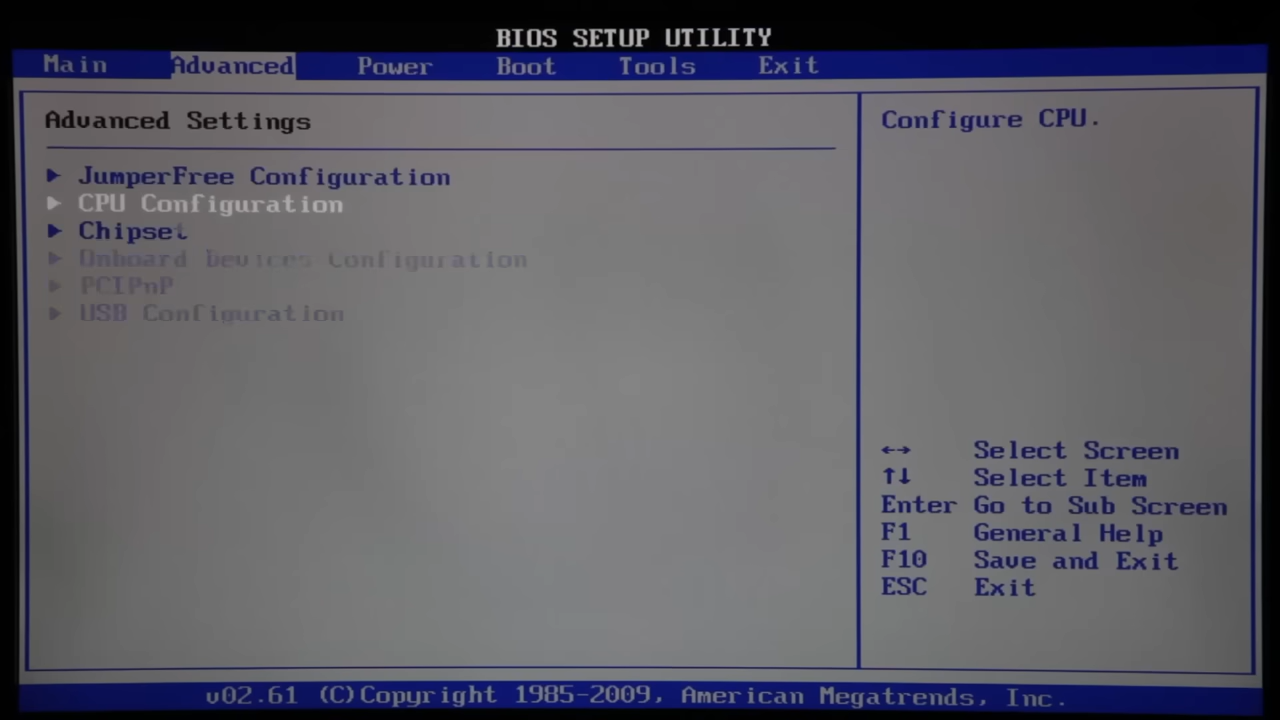 BIOS SETUP UTILITY
Main Advanced Power Boot Tools Exit
Advanced Settings
JumperFree Configuration
CPU Configuration
Chipset
Onboard Devices Configuration
PCIPnP
USB Configuration
Configure CPU.
←→ Select Screen
↑↓ Select Item
Enter Go to Sub Screen
F1 General Help
F10 Save and Exit
ESC Exit
v02.61 (C)Copyright 1985-2009, American Megatrends, Inc.